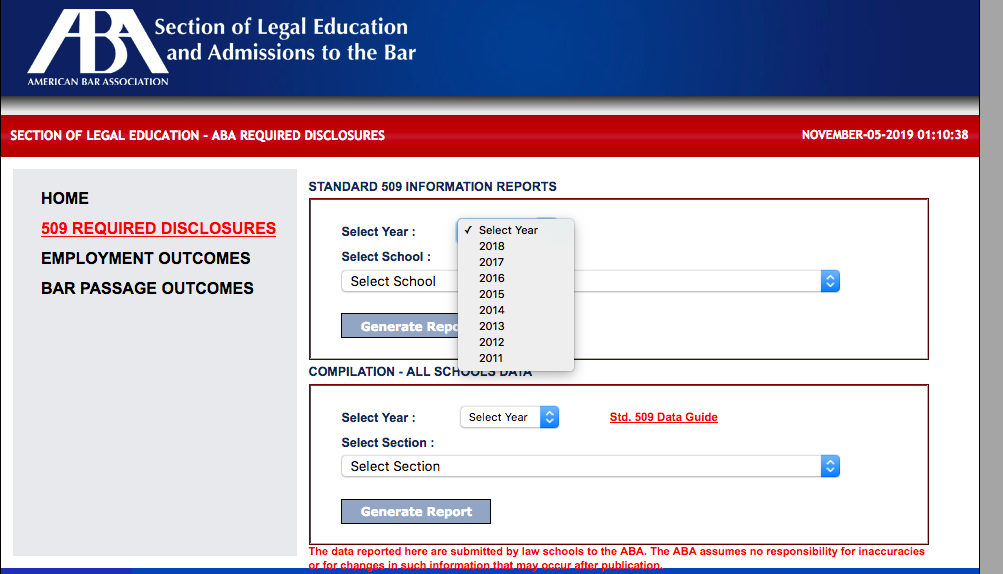 ABA
AMERICAN BAR ASSOCIATION
Section of Legal Education
and Admissions to the Bar
SECTION OF LEGAL EDUCATION - ABA REQUIRED DISCLOSURES
NOVEMBER-05-2019 01:10:38
HOME
509 REQUIRED DISCLOSURES
EMPLOYMENT OUTCOMES
BAR PASSAGE OUTCOMES
STANDARD 509 INFORMATION REPORTS
Select Year :
✓ Select Year
2018
2017
2016
2015
2014
2013
2012
2011
Select School :
Select School
Generate Repo
COMPILATION - ALL SCHOOLS DATA
Select Year :
Select Year
Std. 509 Data Guide
Select Section :
Select Section
Generate Report
The data reported here are submitted by law schools to the ABA. The ABA assumes no responsibility for inaccuracies
or for changes in such information that may occur after publication.